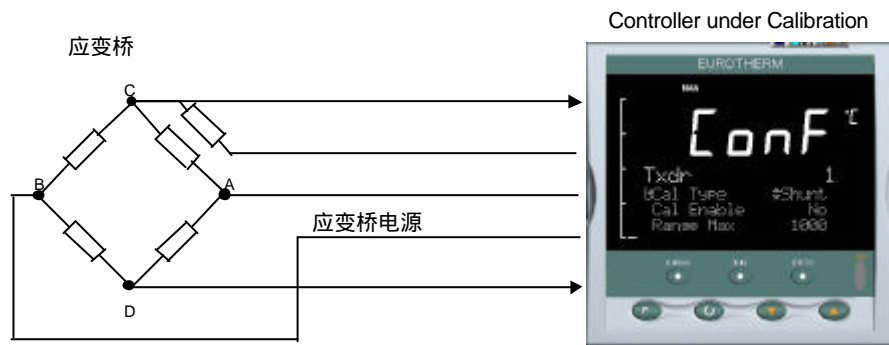 Controller under Calibration
应变桥
EUROTHERM
MAN
C
ConF °C
Txdr 1
Cal Type Shunt
B
A
Cal Enable No
应变桥电源
Range Max 1000
D